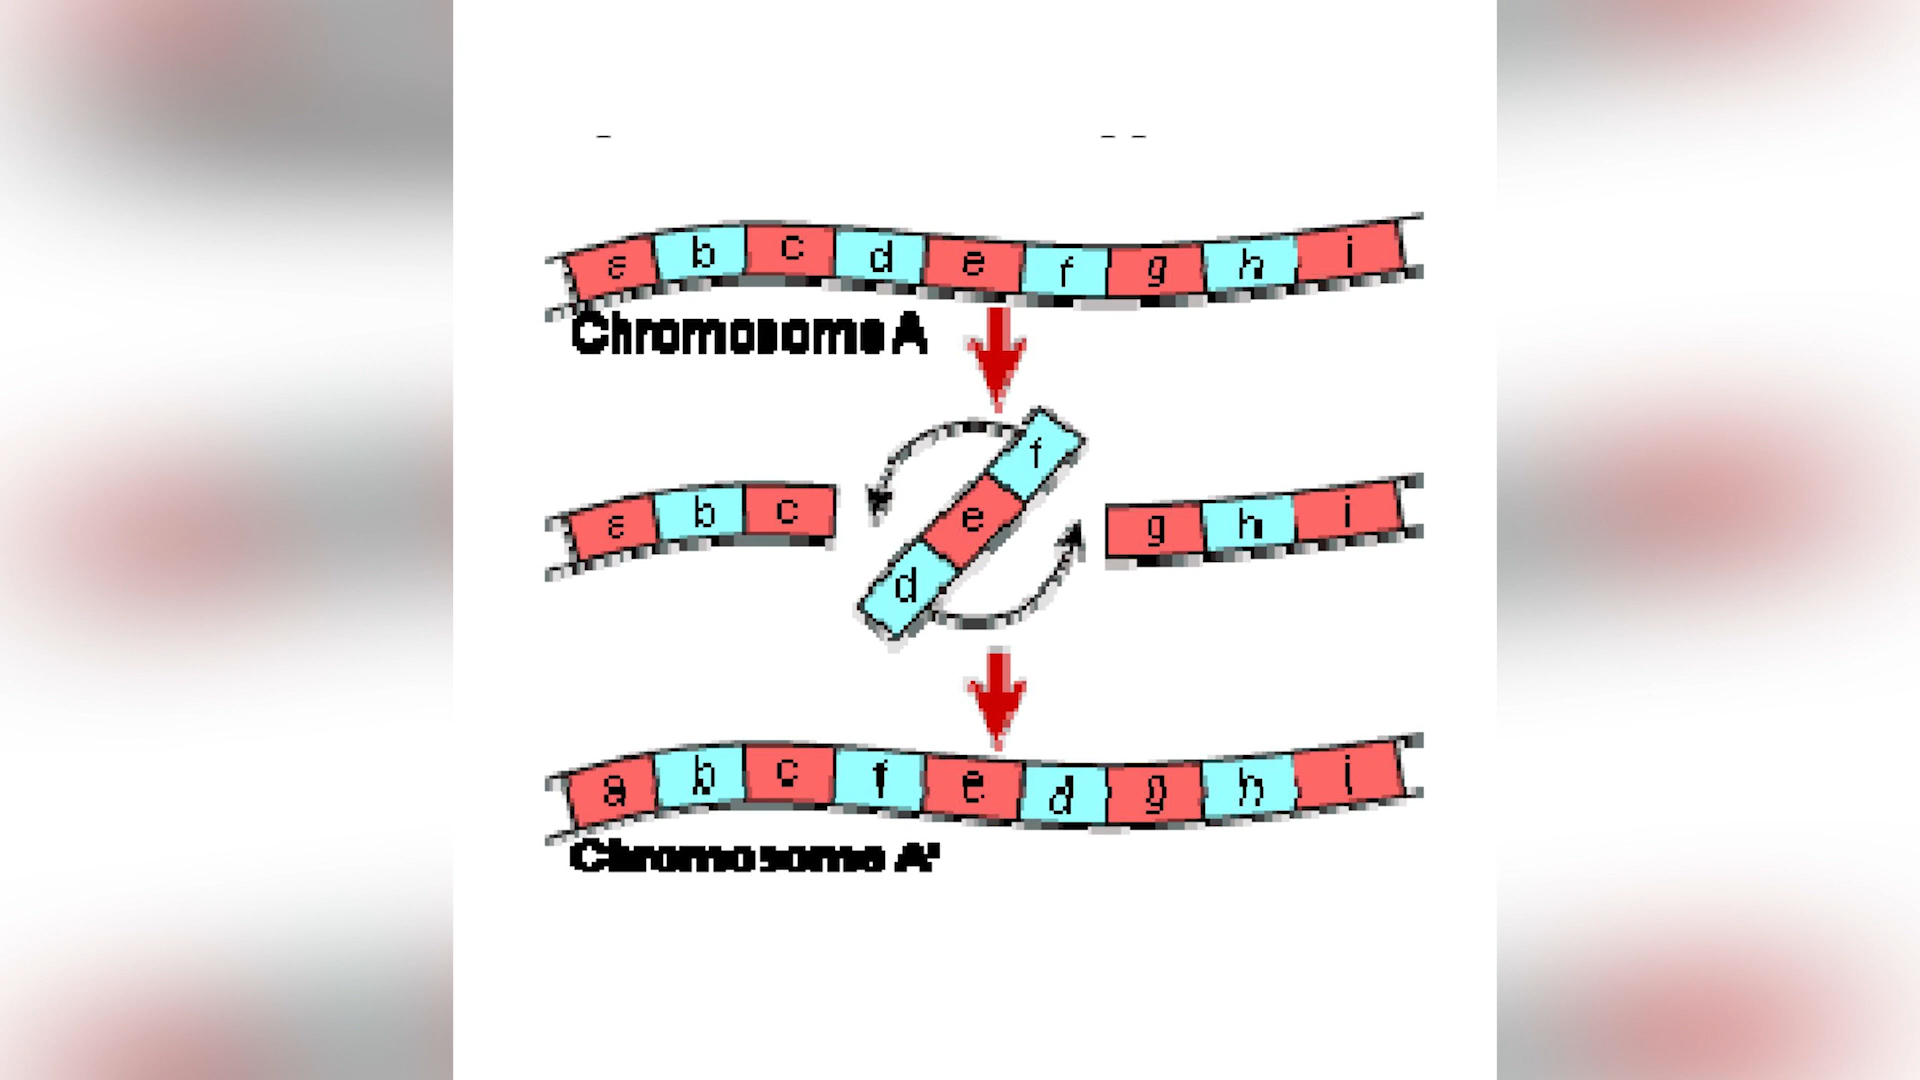 a b c d e f g h i
Chromosome A
f
a b c e g h i
d
a b c f e d g h i
Chromosome A'